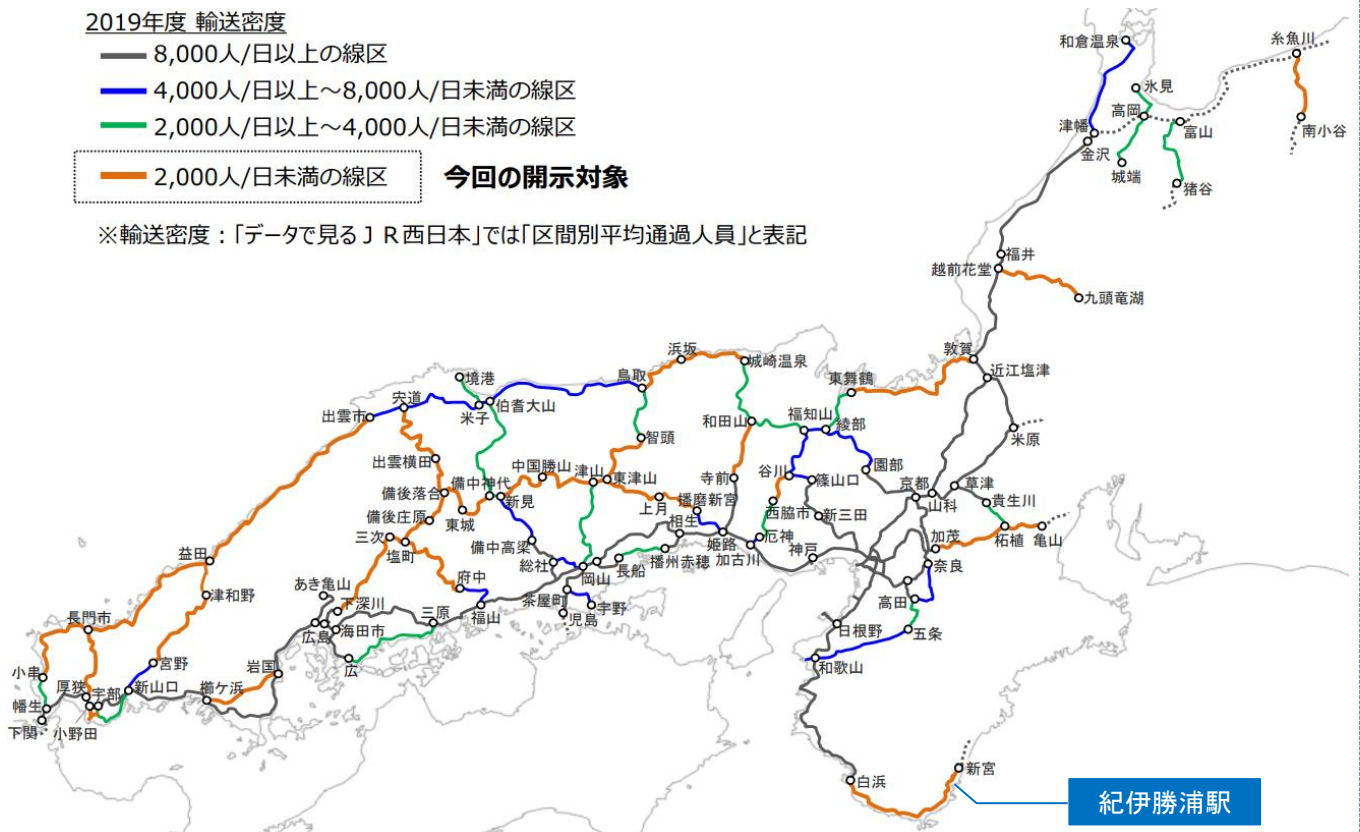 2019年度 輸送密度
8,000人/日以上の線区
4,000人/日以上～8,000人/日未満の線区
2,000人/日以上～4,000人/日未満の線区
2,000人/日未満の線区
今回の開示対象
※輸送密度：「データで見るＪＲ西日本」では「区間別平均通過人員」と表記
和倉温泉
糸魚川
氷見
高岡
津幡
富山
南小谷
金沢
城端
猪谷
福井
越前花堂
九頭竜湖
敦賀
近江塩津
浜坂
城崎温泉
東舞鶴
境港
鳥取
宍道
米子
伯耆大山
出雲市
和田山
福知山
綾部
米原
智頭
出雲横田
中国勝山
津山
東津山
寺前
谷川
園部
篠山口
京都
山科
草津
備中神代
新見
備後落合
東城
上月
播磨新宮
西脇市
新三田
貴生川
備後庄原
相生
三次
塩町
備中高梁
姫路
加古川
厄神
神戸
加茂
柘植
亀山
益田
総社
岡山
長船
播州赤穂
奈良
あき亀山
府中
津和野
下深川
茶屋町
宇野
高田
長門市
三原
福山
児島
広島
海田市
日根野
五条
宮野
岩国
広
和歌山
小串
厚狭
宇部
新山口
櫛ケ浜
幡生
下関
小野田
白浜
新宮
紀伊勝浦駅